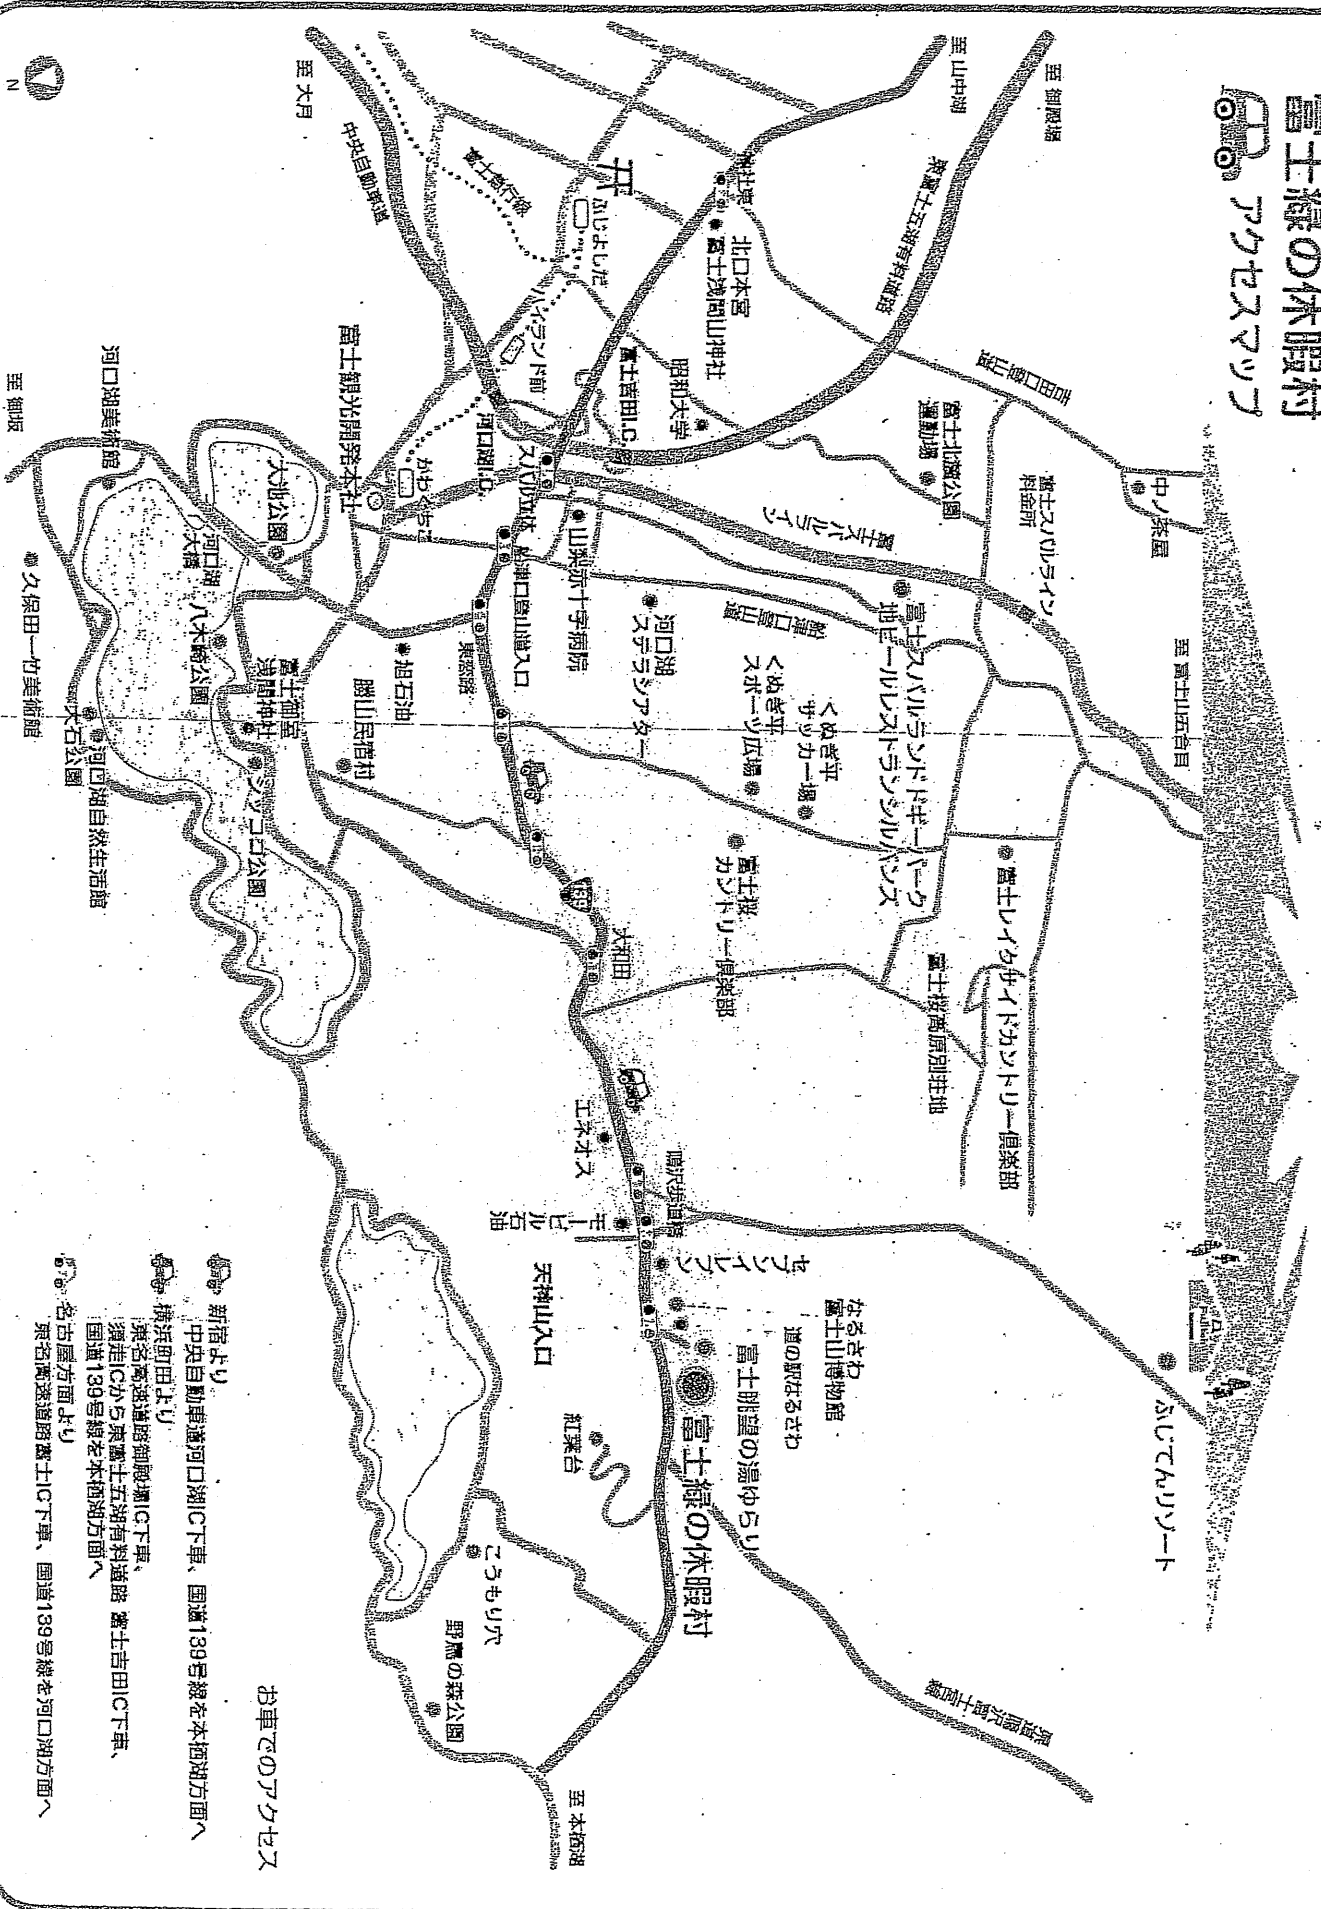 富士緑の休暇村
アクセスマップ
至 御殿場
至 山中湖
至 大月
中央自動車道
富士急行線
東富士五湖有料道路
吉田口登山道
北口本宮
富士浅間山神社
ふじよしだ
ハイランド前
富士吉田I.C.
昭和大学
富士北麓公園
運動場
中ノ茶屋
富士スバルライン
料金所
至 富士山五合目
富士スバルライン
船津口登山道
スバル立体
船津口登山道入口
河口湖I.C.
山梨赤十字病院
東恋路
富士観光開発本社
かわぐちこ
大池公園
河口湖美術館
至 御坂
河口湖
大橋
八木崎公園
久保田一竹美術館
大石公園
河口湖自然生活館
シッコゴ公園
富士御室
浅間神社
勝山民宿村
旭石油
河口湖
ステラシアター
くぬぎ平
スポーツ広場
くぬぎ平
サッカー場
富士スバルランドドギーパーク
地ビールレストランシルバンズ
富士桜
カントリー倶楽部
富士レイクサイドカントリー倶楽部
富士桜高原別荘地
大和田
エネオス
鳴沢歩道橋
モービル
石油
セブンイレブン
なるさわ
富士山博物館
道の駅なるさわ
富士眺望の湯ゆらり
富士緑の休暇村
天神山入口
紅葉台
こうもり穴
野鳥の森公園
至 本栖湖
県道鳴沢富士宮線
ふじてんリゾート
お車でのアクセス
新宿より
中央自動車道河口湖IC下車、国道139号線を本栖湖方面へ
横浜町田より
東名高速道路御殿場IC下車、
須走ICから東富士五湖有料道路 富士吉田IC下車、
国道139号線を本栖湖方面へ
名古屋方面より
東名高速道路富士IC下車、国道139号線を河口湖方面へ
N